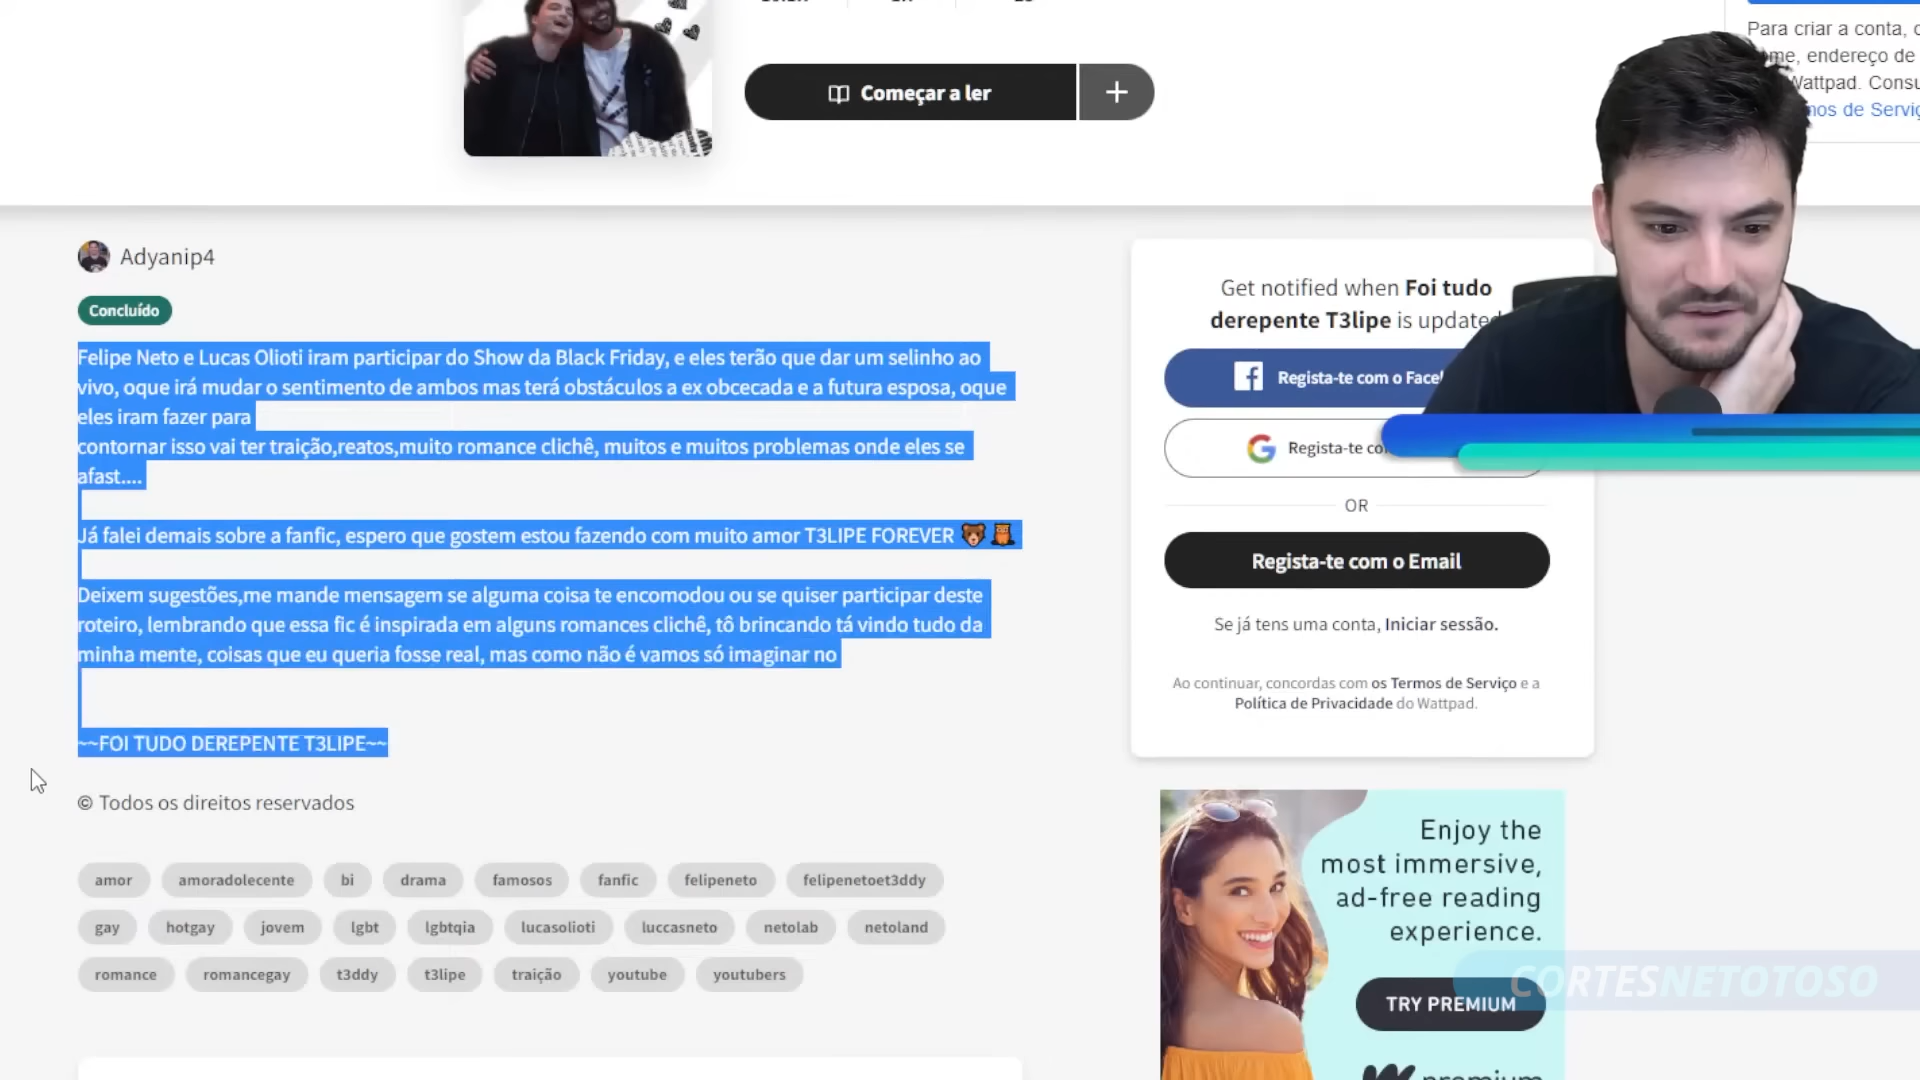 Começar a ler
+
Para criar a conta,
me, endereço de
Wattpad. Consu
mos de Serviç
Adyanip4
Concluído
Felipe Neto e Lucas Olioti iram participar do Show da Black Friday, e eles terão que dar um selinho ao
vivo, oque irá mudar o sentimento de ambos mas terá obstáculos a ex obcecada e a futura esposa, oque
eles iram fazer para
contornar isso vai ter traição,reatos,muito romance clichê, muitos e muitos problemas onde eles se
afast....
Já falei demais sobre a fanfic, espero que gostem estou fazendo com muito amor T3LIPE FOREVER 🐻🦉
Deixem sugestões,me mande mensagem se alguma coisa te encomodou ou se quiser participar deste
roteiro, lembrando que essa fic é inspirada em alguns romances clichê, tô brincando tá vindo tudo da
minha mente, coisas que eu queria fosse real, mas como não é vamos só imaginar no
~~FOI TUDO DEREPENTE T3LIPE~~
© Todos os direitos reservados
amor amoradolecente bi drama famosos fanfic felipeneto felipenetoet3ddy
gay hotgay jovem lgbt lgbtqia lucasolioti luccasneto netolab netoland
romance romancegay t3ddy t3lipe traição youtube youtubers
Get notified when Foi tudo
derepente T3lipe is updated
Regista-te com o Face
Regista-te co
OR
Regista-te com o Email
Se já tens uma conta, Iniciar sessão.
Ao continuar, concordas com os Termos de Serviço e a
Política de Privacidade do Wattpad.
Enjoy the
most immersive,
ad-free reading
experience.
TRY PREMIUM
premium
CORTESNETOTOSO